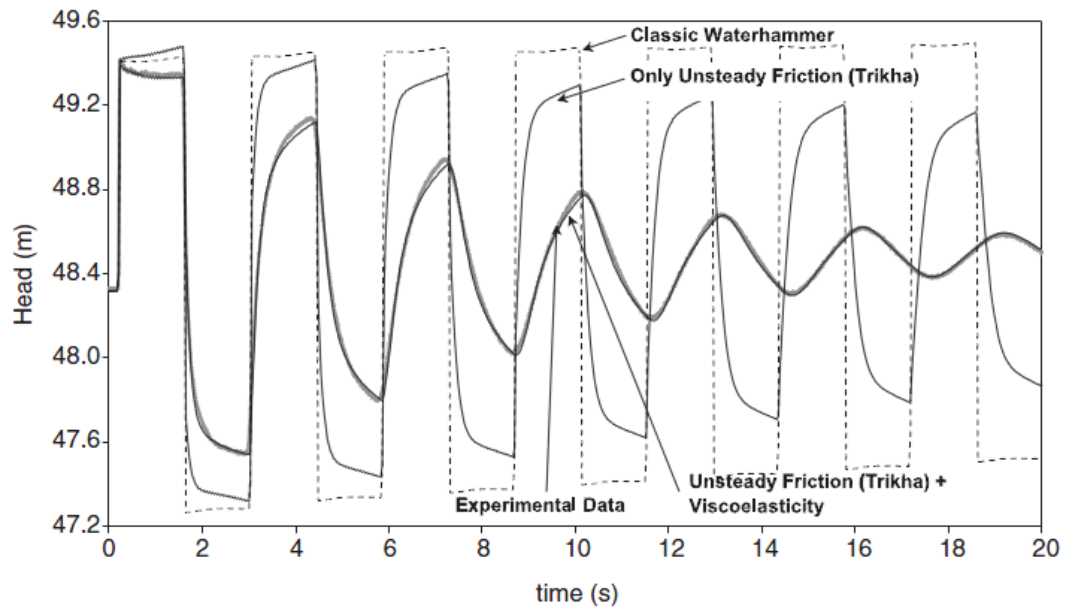 49.6
49.2
48.8
48.4
48.0
47.6
47.2
Head (m)
Classic Waterhammer
Only Unsteady Friction (Trikha)
Experimental Data
Unsteady Friction (Trikha) +
Viscoelasticity
0 2 4 6 8 10 12 14 16 18 20
time (s)